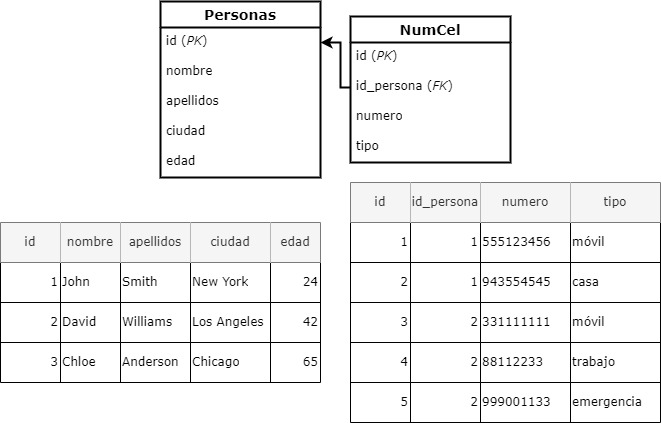 Personas
id (PK)
nombre
apellidos
ciudad
edad
NumCel
id (PK)
id_persona (FK)
numero
tipo
id nombre apellidos ciudad edad
1 John Smith New York 24
2 David Williams Los Angeles 42
3 Chloe Anderson Chicago 65
id id_persona numero tipo
1 1 555123456 móvil
2 1 943554545 casa
3 2 331111111 móvil
4 2 88112233 trabajo
5 2 999001133 emergencia